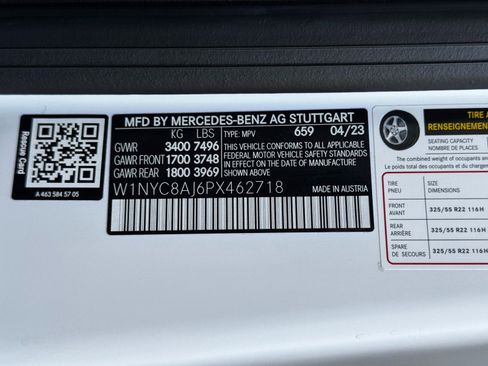 MFD BY MERCEDES-BENZ AG STUTTGART
KG LBS TYPE: MPV 659 04/23
GVWR 3400 7496
GAWR FRONT 1700 3748
GAWR REAR 1800 3969
THIS VEHICLE CONFORMS TO ALL APPLICABLE
FEDERAL MOTOR VEHICLE SAFETY STANDARDS
IN EFFECT ON THE DATE OF MANUFACTURE
SHOWN ABOVE
W1NYC8AJ6PX462718 MADE IN AUSTRIA
Rescue Card
A 463 584 57 05
TIRE A
RENSEIGNEMEN
SEATING CAPACITY
NOMBRE DE PLACES
The combined weight of occupants and
Le poids total des occupants et du char
TIRE
PNEU
SIZE
DIMENSIONS
FRONT
AVANT
325/55 R22 116H
REAR
ARRIÈRE
325/55 R22 116H
SPARE
DE SECOURS
325/55 R22 116H